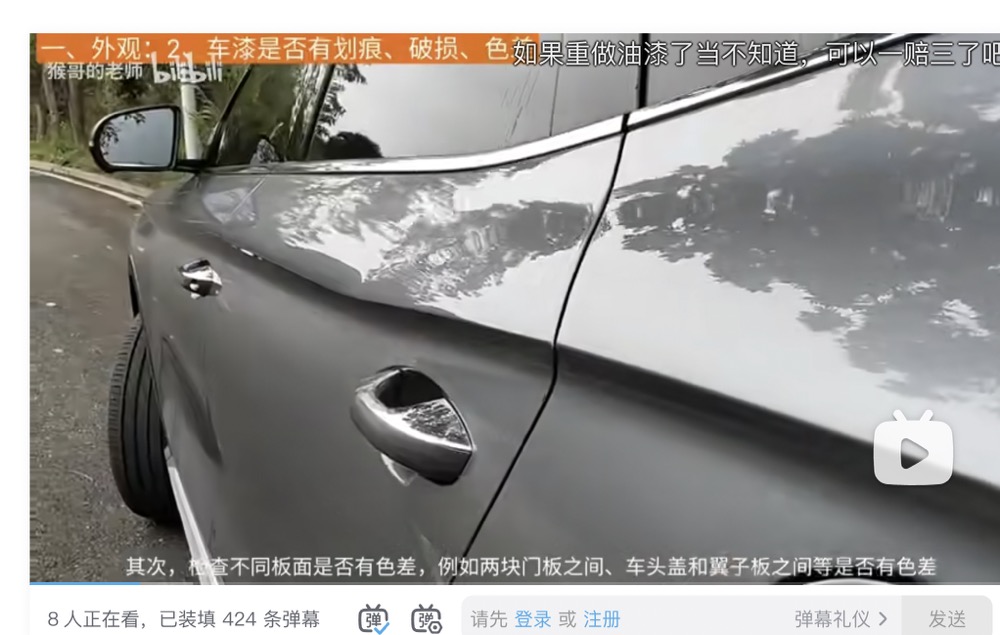 一、外观：2、车漆是否有划痕、破损、色差
如果重做油漆了当不知道，可以一赔三了吧
猴哥的老师 bilibili
其次，检查不同板面是否有色差，例如两块门板之间、车头盖和翼子板之间等是否有色差
8 人正在看，已装填 424 条弹幕
弹
弹
请先 登录 或 注册
弹幕礼仪
发送